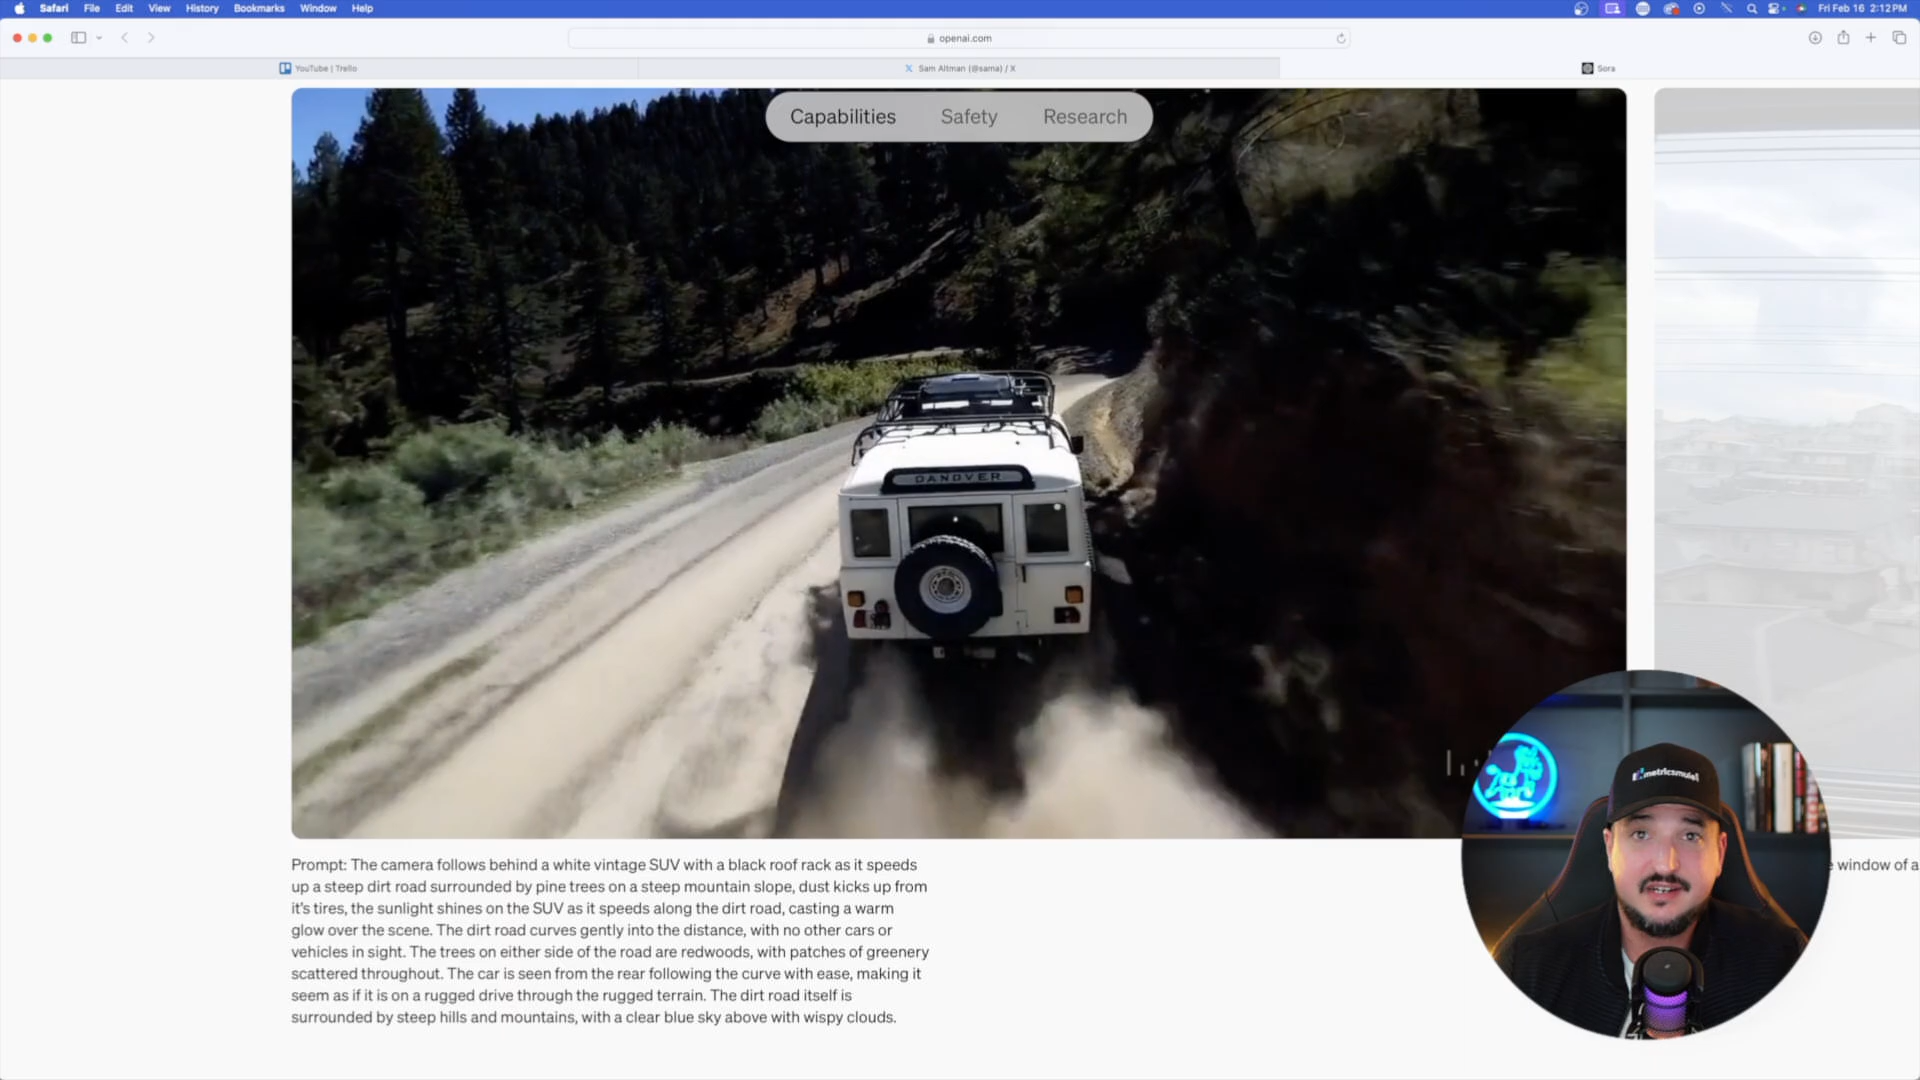 Safari File Edit View History Bookmarks Window Help
Fri Feb 16 2:12 PM
openai.com
YouTube | Trello
Sam Altman (@sama) / X
Sora
Capabilities Safety Research
DANOVER
Prompt: The camera follows behind a white vintage SUV with a black roof rack as it speeds
up a steep dirt road surrounded by pine trees on a steep mountain slope, dust kicks up from
it's tires, the sunlight shines on the SUV as it speeds along the dirt road, casting a warm
glow over the scene. The dirt road curves gently into the distance, with no other cars or
vehicles in sight. The trees on either side of the road are redwoods, with patches of greenery
scattered throughout. The car is seen from the rear following the curve with ease, making it
seem as if it is on a rugged drive through the rugged terrain. The dirt road itself is
surrounded by steep hills and mountains, with a clear blue sky above with wispy clouds.
window of a
metricsmule